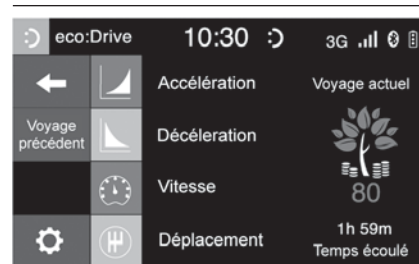 eco:Drive 10:30 3G
Accélération Voyage actuel
Voyage précédent
Décéleration
Vitesse 80
Déplacement 1h 59m
Temps écoulé